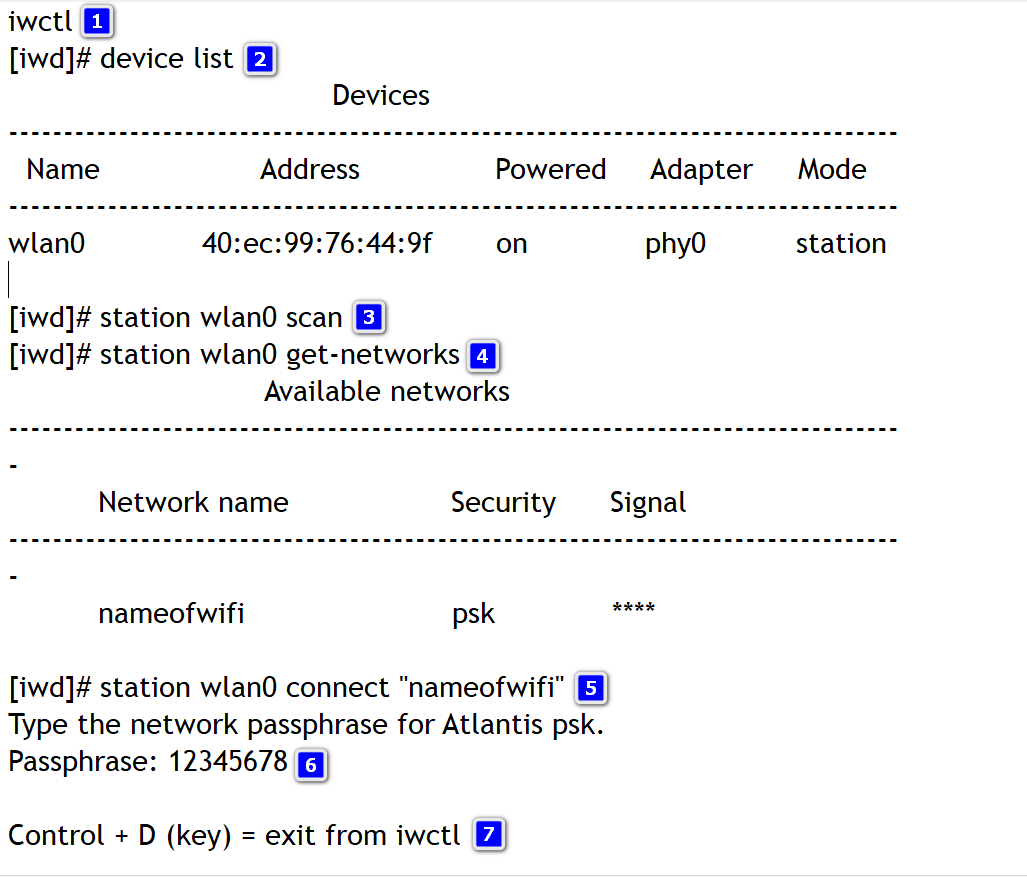 iwctl 1
[iwd]# device list 2
Devices
--------------------------------------------------------------------------------
Name Address Powered Adapter Mode
--------------------------------------------------------------------------------
wlan0 40:ec:99:76:44:9f on phy0 station
[iwd]# station wlan0 scan 3
[iwd]# station wlan0 get-networks 4
Available networks
--------------------------------------------------------------------------------
-
Network name Security Signal
--------------------------------------------------------------------------------
-
nameofwifi psk ****
[iwd]# station wlan0 connect "nameofwifi" 5
Type the network passphrase for Atlantis psk.
Passphrase: 12345678 6
Control + D (key) = exit from iwctl 7